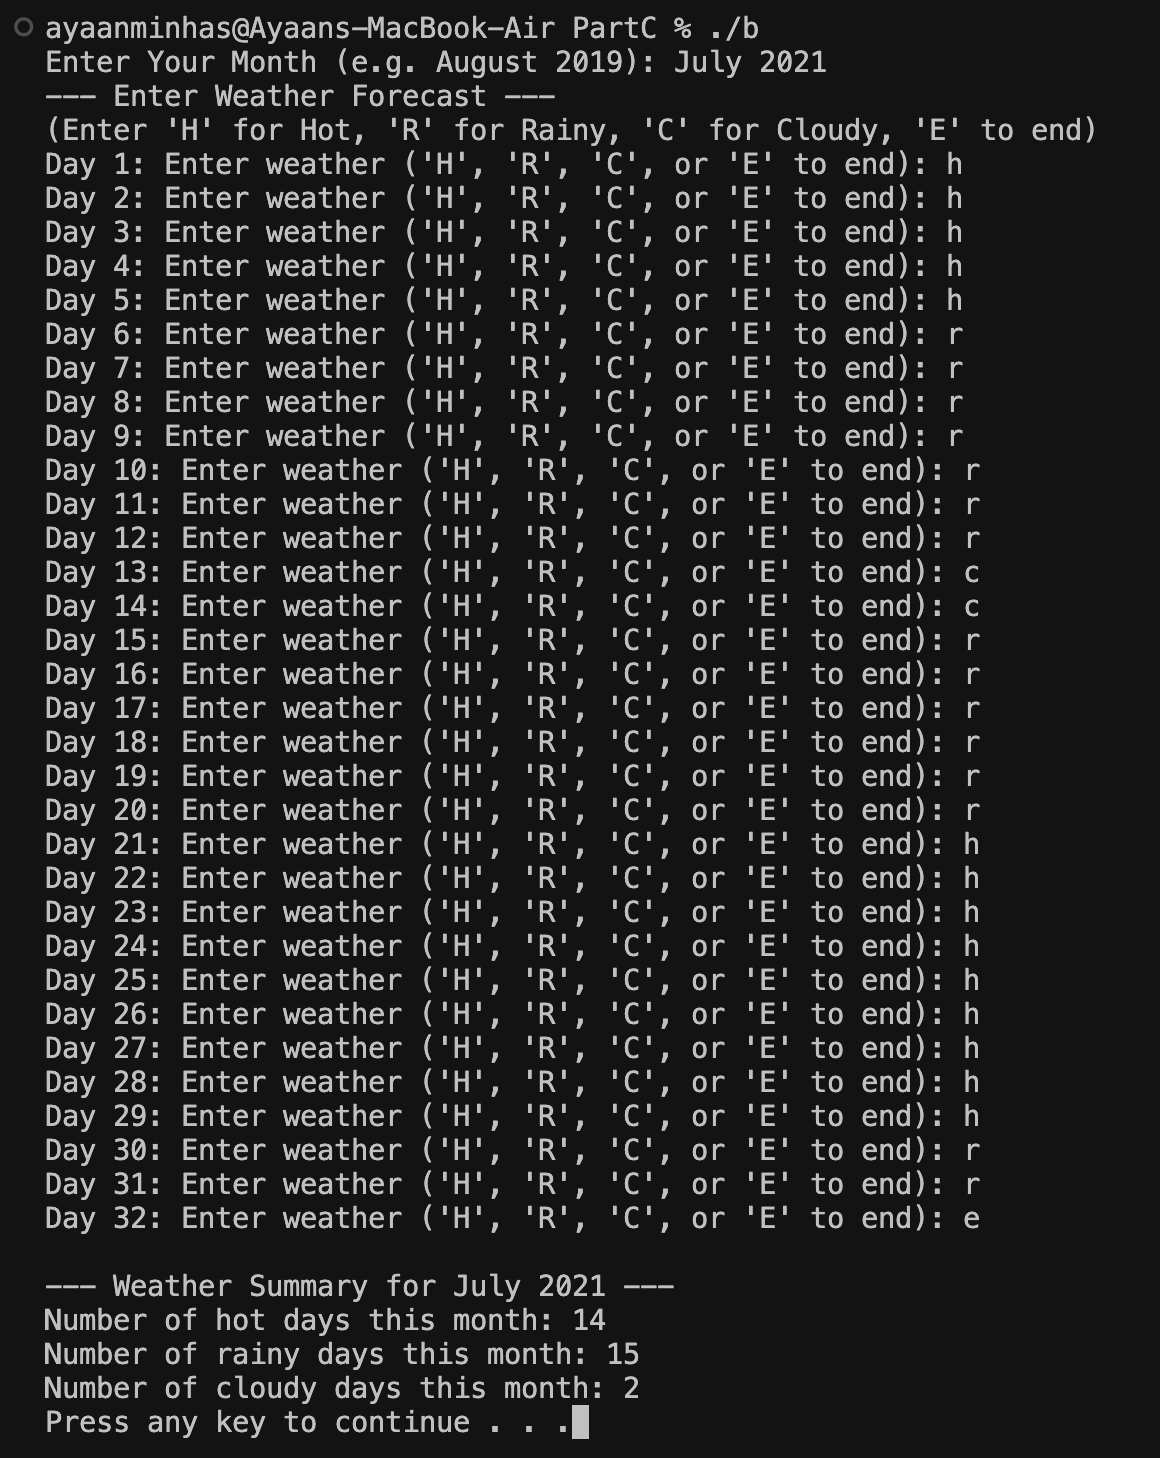 ayaanminhas@Ayaans-MacBook-Air PartC % ./b
Enter Your Month (e.g. August 2019): July 2021
--- Enter Weather Forecast ---
(Enter 'H' for Hot, 'R' for Rainy, 'C' for Cloudy, 'E' to end)
Day 1: Enter weather ('H', 'R', 'C', or 'E' to end): h
Day 2: Enter weather ('H', 'R', 'C', or 'E' to end): h
Day 3: Enter weather ('H', 'R', 'C', or 'E' to end): h
Day 4: Enter weather ('H', 'R', 'C', or 'E' to end): h
Day 5: Enter weather ('H', 'R', 'C', or 'E' to end): h
Day 6: Enter weather ('H', 'R', 'C', or 'E' to end): r
Day 7: Enter weather ('H', 'R', 'C', or 'E' to end): r
Day 8: Enter weather ('H', 'R', 'C', or 'E' to end): r
Day 9: Enter weather ('H', 'R', 'C', or 'E' to end): r
Day 10: Enter weather ('H', 'R', 'C', or 'E' to end): r
Day 11: Enter weather ('H', 'R', 'C', or 'E' to end): r
Day 12: Enter weather ('H', 'R', 'C', or 'E' to end): r
Day 13: Enter weather ('H', 'R', 'C', or 'E' to end): c
Day 14: Enter weather ('H', 'R', 'C', or 'E' to end): c
Day 15: Enter weather ('H', 'R', 'C', or 'E' to end): r
Day 16: Enter weather ('H', 'R', 'C', or 'E' to end): r
Day 17: Enter weather ('H', 'R', 'C', or 'E' to end): r
Day 18: Enter weather ('H', 'R', 'C', or 'E' to end): r
Day 19: Enter weather ('H', 'R', 'C', or 'E' to end): r
Day 20: Enter weather ('H', 'R', 'C', or 'E' to end): r
Day 21: Enter weather ('H', 'R', 'C', or 'E' to end): h
Day 22: Enter weather ('H', 'R', 'C', or 'E' to end): h
Day 23: Enter weather ('H', 'R', 'C', or 'E' to end): h
Day 24: Enter weather ('H', 'R', 'C', or 'E' to end): h
Day 25: Enter weather ('H', 'R', 'C', or 'E' to end): h
Day 26: Enter weather ('H', 'R', 'C', or 'E' to end): h
Day 27: Enter weather ('H', 'R', 'C', or 'E' to end): h
Day 28: Enter weather ('H', 'R', 'C', or 'E' to end): h
Day 29: Enter weather ('H', 'R', 'C', or 'E' to end): h
Day 30: Enter weather ('H', 'R', 'C', or 'E' to end): r
Day 31: Enter weather ('H', 'R', 'C', or 'E' to end): r
Day 32: Enter weather ('H', 'R', 'C', or 'E' to end): e
--- Weather Summary for July 2021 ---
Number of hot days this month: 14
Number of rainy days this month: 15
Number of cloudy days this month: 2
Press any key to continue . . .